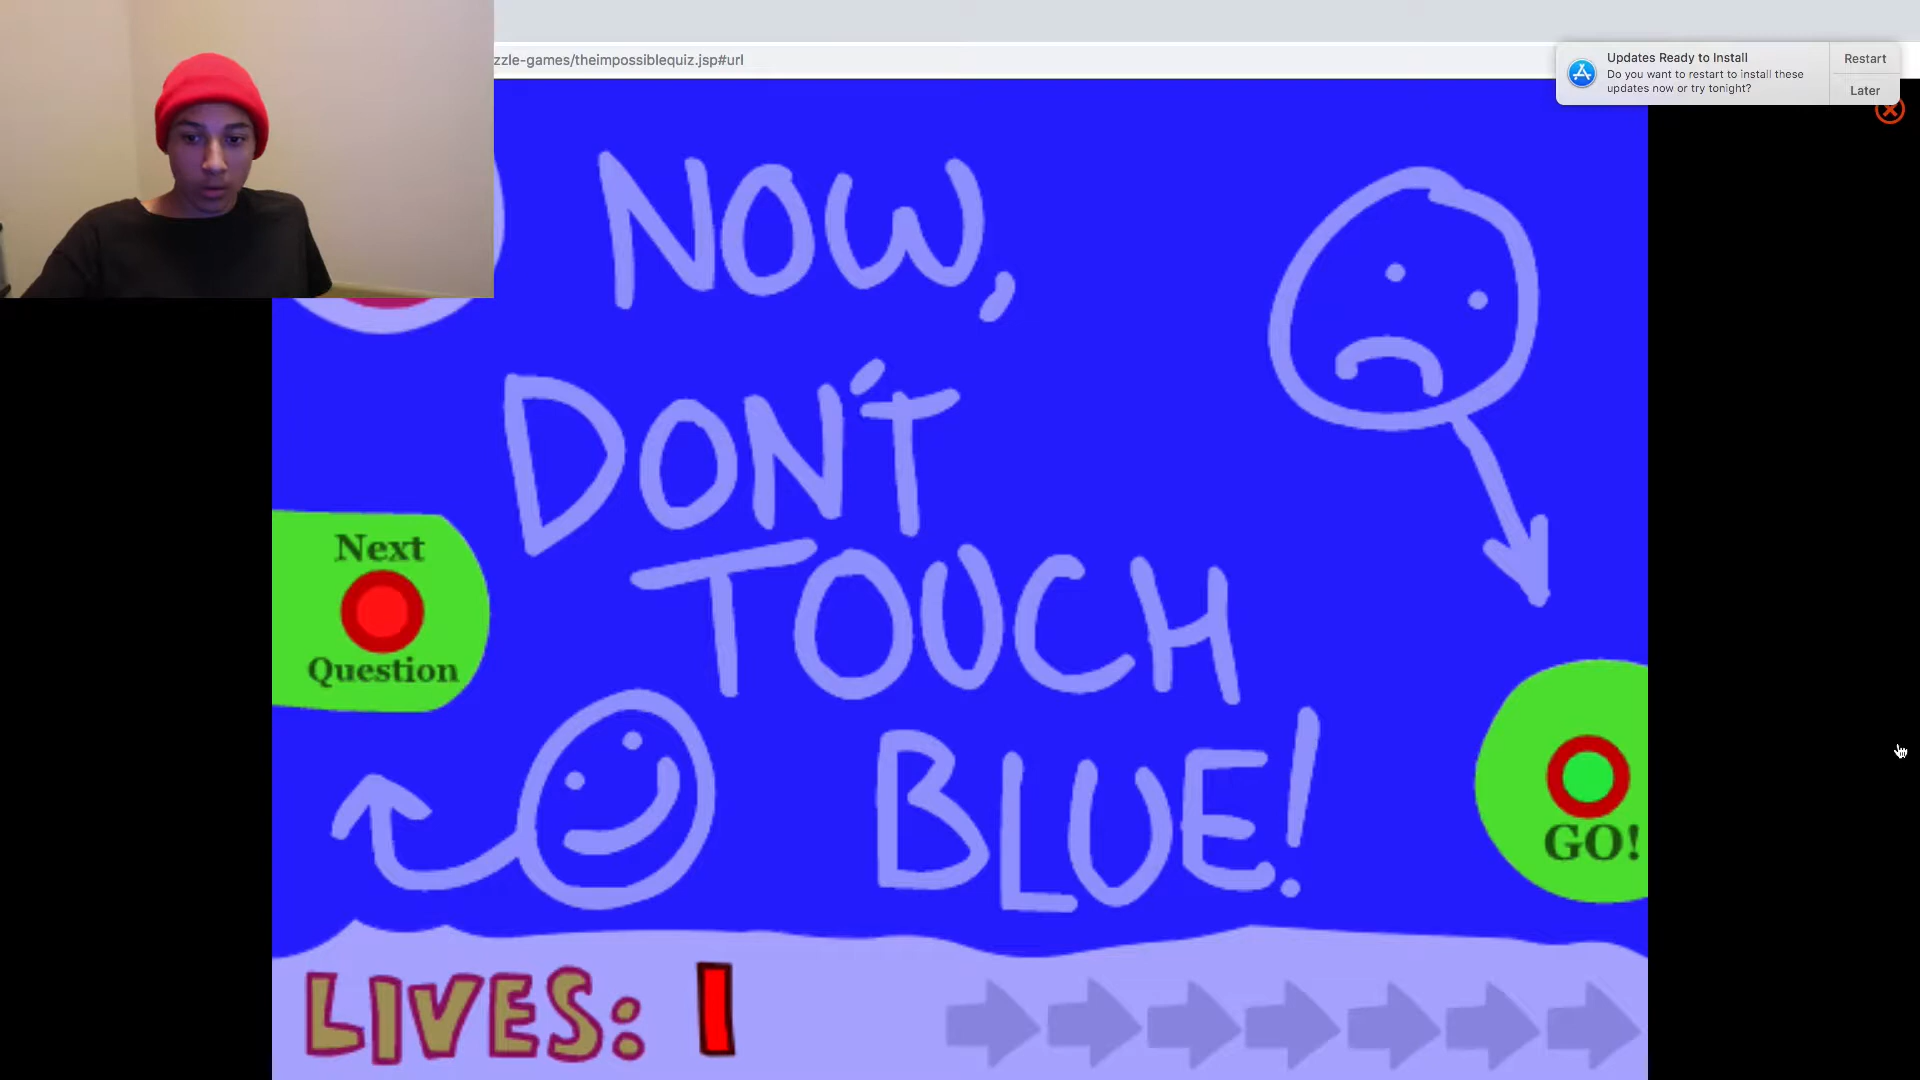 zzle-games/theimpossiblequiz.jsp#url
Updates Ready to Install
Do you want to restart to install these
updates now or try tonight?
Restart
Later
NOW,
DON'T
TOUCH
BLUE!
Next
Question
GO!
LIVES: 1